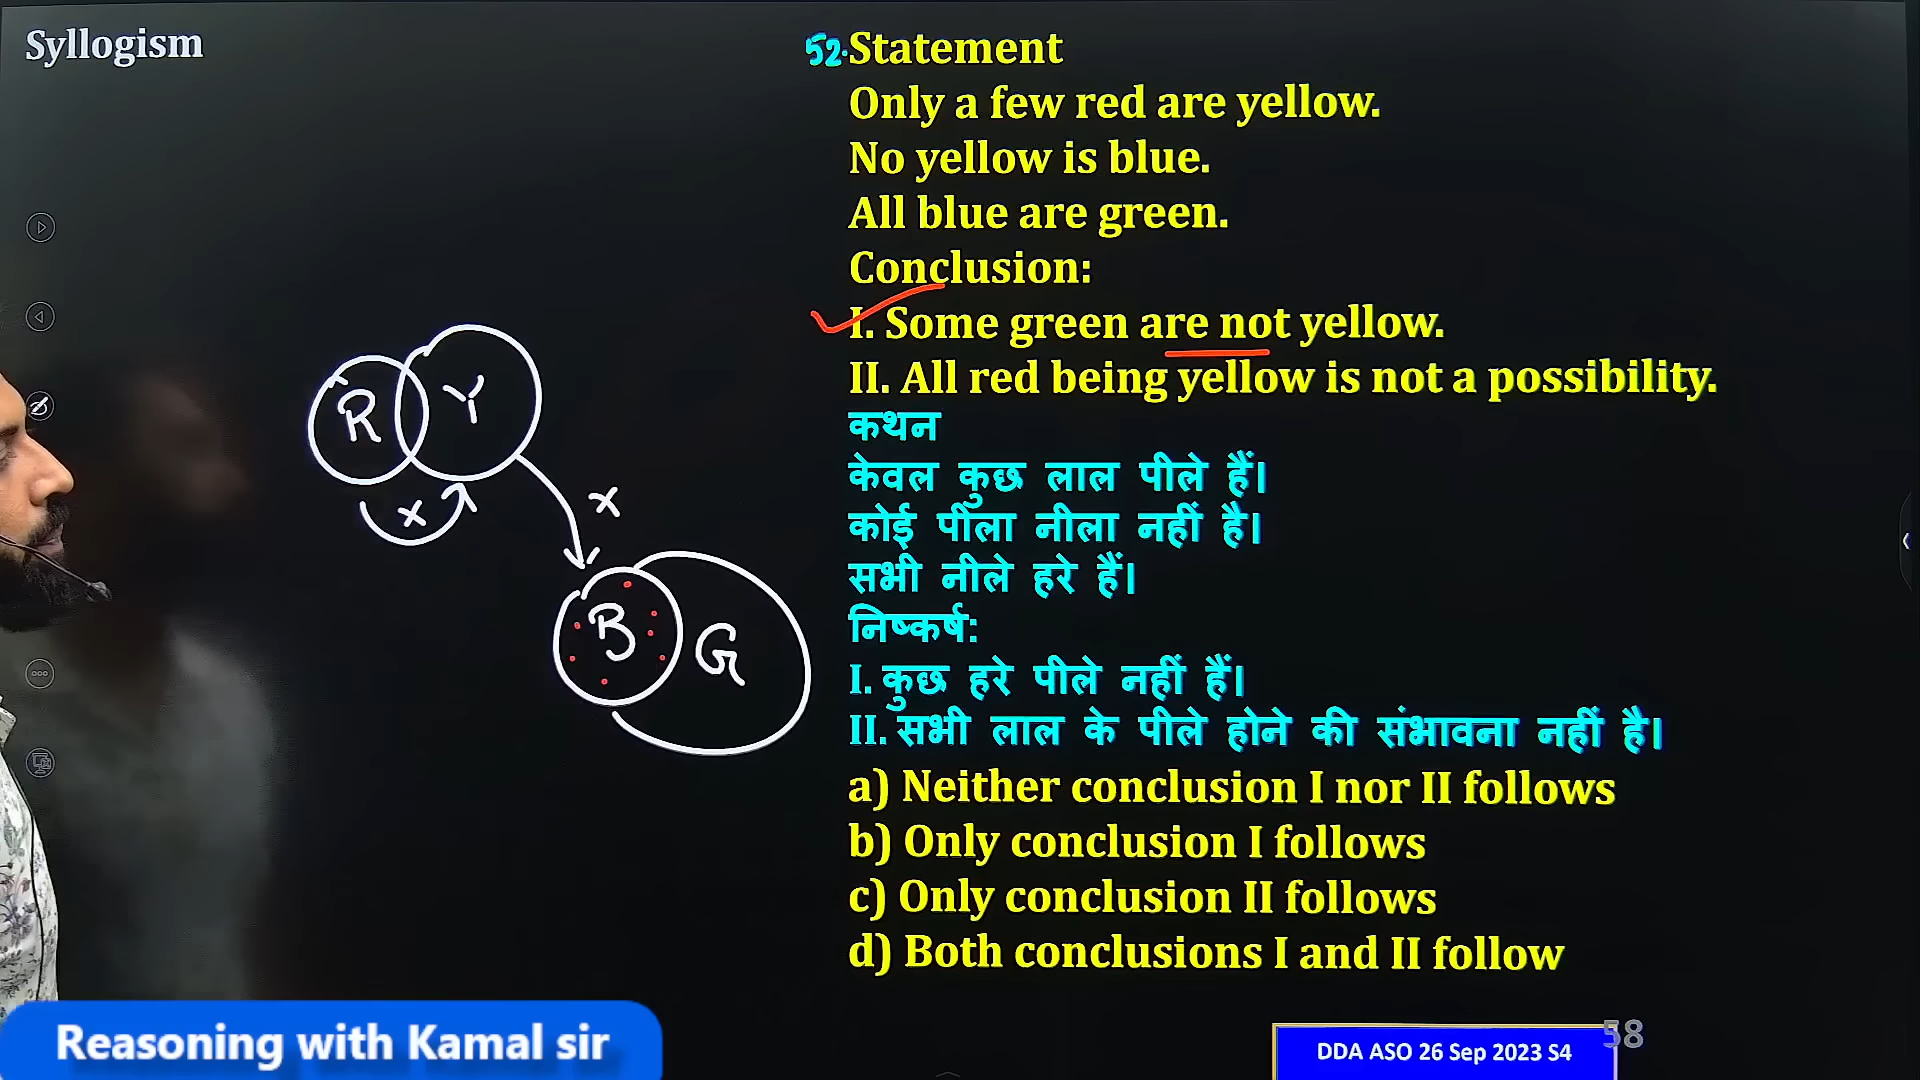 Syllogism
52. Statement
Only a few red are yellow.
No yellow is blue.
All blue are green.
Conclusion:
I. Some green are not yellow.
II. All red being yellow is not a possibility.
कथन
केवल कुछ लाल पीले हैं।
कोई पीला नीला नहीं है।
सभी नीले हरे हैं।
निष्कर्ष:
I. कुछ हरे पीले नहीं हैं।
II. सभी लाल के पीले होने की संभावना नहीं है।
a) Neither conclusion I nor II follows
b) Only conclusion I follows
c) Only conclusion II follows
d) Both conclusions I and II follow
R Y
x
x
B G
Reasoning with Kamal sir
DDA ASO 26 Sep 2023 S4
58